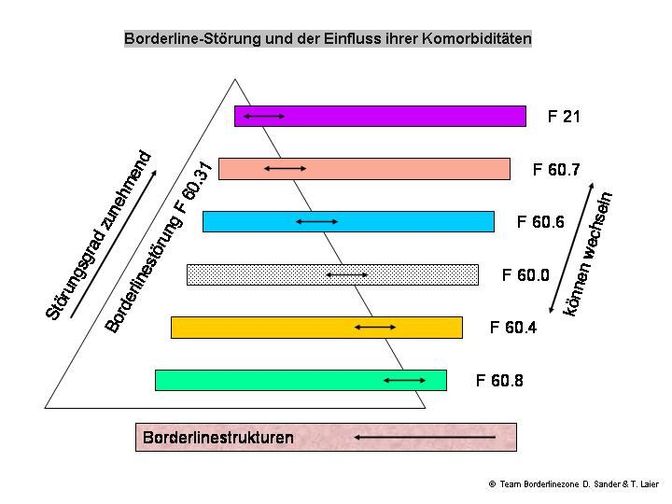 Borderline-Störung und der Einfluss ihrer Komorbiditäten
Störungsgrad zunehmend
Borderlinestörung F 60.31
F 21
F 60.7
F 60.6
F 60.0
F 60.4
F 60.8
können wechseln
Borderlinestrukturen
® Team Borderlinezone D. Sander & T. Laier